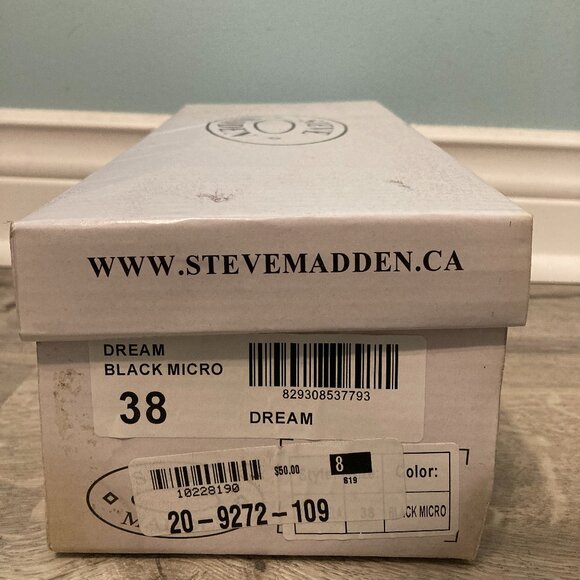 WWW.STEVEMADDEN.CA
DREAM
BLACK MICRO
38
829308537793
DREAM
10228190
$50.00
8
819
20-9272-109
Color:
38
BLACK MICRO